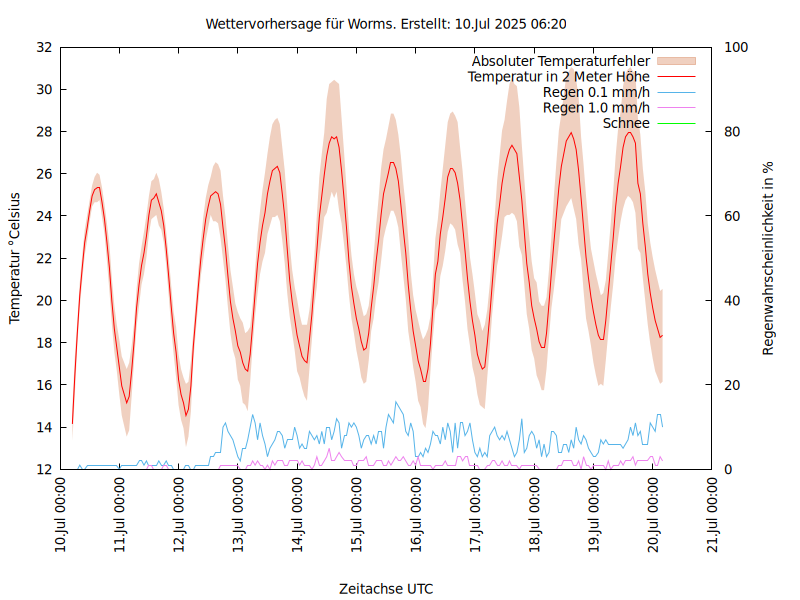 Wettervorhersage für Worms. Erstellt: 10.Jul 2025 06:20
Absoluter Temperaturfehler
Temperatur in 2 Meter Höhe
Regen 0.1 mm/h
Regen 1.0 mm/h
Schnee
Temperatur °Celsius
32
30
28
26
24
22
20
18
16
14
12
Regenwahrscheinlichkeit in %
100
80
60
40
20
0
10.Jul 00:00
11.Jul 00:00
12.Jul 00:00
13.Jul 00:00
14.Jul 00:00
15.Jul 00:00
16.Jul 00:00
17.Jul 00:00
18.Jul 00:00
19.Jul 00:00
20.Jul 00:00
21.Jul 00:00
Zeitachse UTC